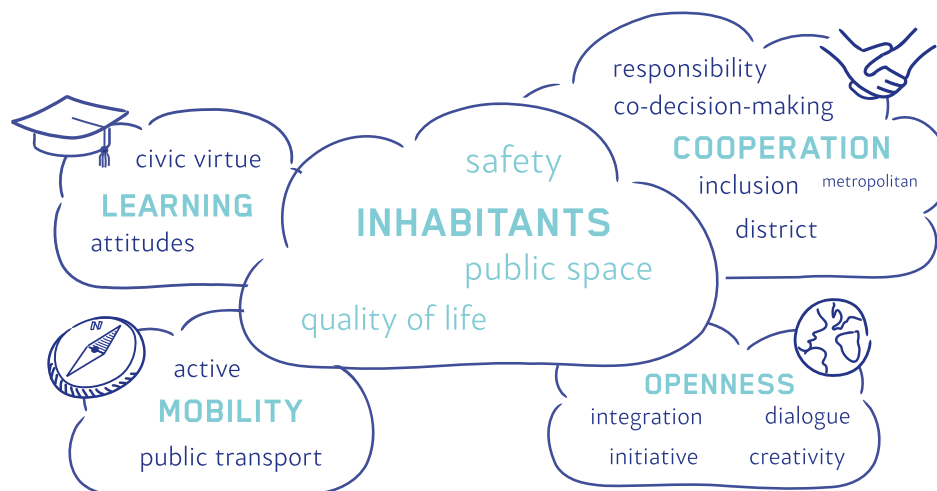 responsibility
co-decision-making
COOPERATION
inclusion
metropolitan
district
civic virtue
LEARNING
attitudes
safety
INHABITANTS
public space
quality of life
N
active
MOBILITY
public transport
OPENNESS
integration
dialogue
initiative
creativity